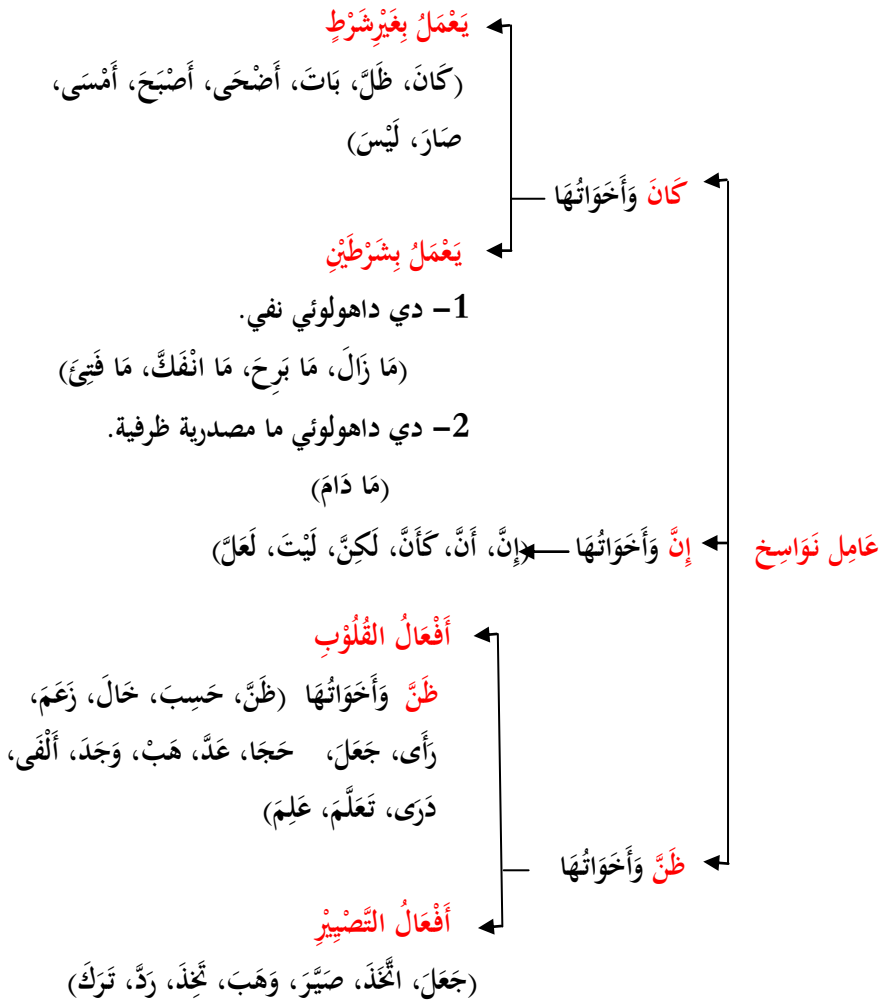 يَعْمَلُ بِغَيْرِشَرْطٍ
(كَانَ، ظَلَّ، بَاتَ، أَضْحَى، أَصْبَحَ، أَمْسَى،
صَارَ، لَيْسَ)
كَانَ وَأَخَوَاتُهَا
يَعْمَلُ بِشَرْطَيْنِ
1– دي داهولوئي نفي.
(مَا زَالَ، مَا بَرِحَ، مَا انْفَكَّ، مَا فَتِئَ)
2– دي داهولوئي ما مصدرية ظرفية.
(مَا دَامَ)
عَامِل نَوَاسِخ
إِنَّ وَأَخَوَاتُهَا
(إِنَّ، أَنَّ، كَأَنَّ، لَكِنَّ، لَيْتَ، لَعَلَّ)
أَفْعَالُ القُلُوْبِ
ظَنَّ وَأَخَوَاتُهَا (ظَنَّ، حَسِبَ، خَالَ، زَعَمَ،
رَأَى، جَعَلَ، حَجَا، عَدَّ، هَبْ، وَجَدَ، أَلْفَى،
دَرَى، تَعَلَّمَ، عَلِمَ)
ظَنَّ وَأَخَوَاتُهَا
أَفْعَالُ التَّصْيِيْرِ
(جَعَلَ، اتَّخَذَ، صَيَّرَ، وَهَبَ، تَخِذَ، رَدَّ، تَرَكَ)